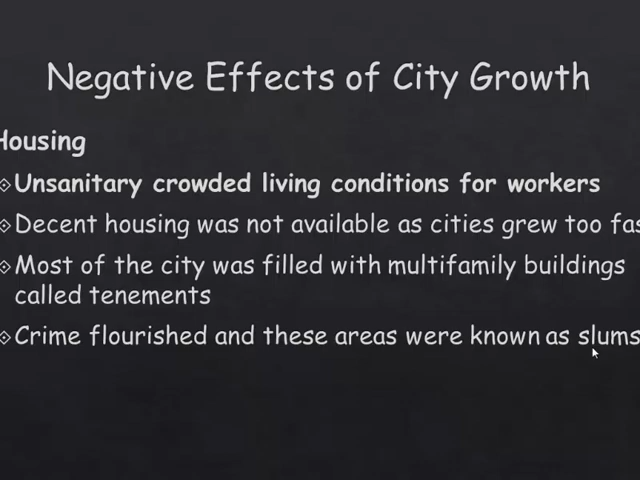 Negative Effects of City Growth
Housing
Unsanitary crowded living conditions for workers
Decent housing was not available as cities grew too fas
Most of the city was filled with multifamily buildings
called tenements
Crime flourished and these areas were known as slums